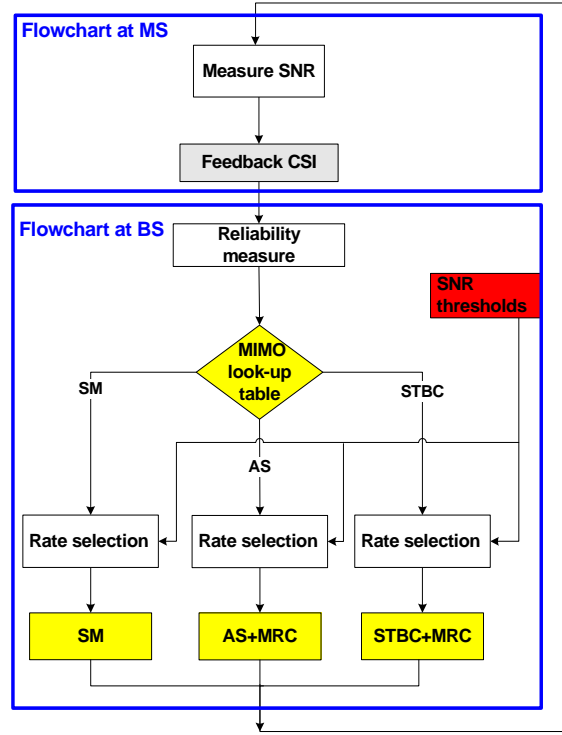 Flowchart at MS
Measure SNR
Feedback CSI
Flowchart at BS
Reliability
measure
SNR
thresholds
MIMO
look-up
table
SM
STBC
AS
Rate selection
Rate selection
Rate selection
SM
AS+MRC
STBC+MRC